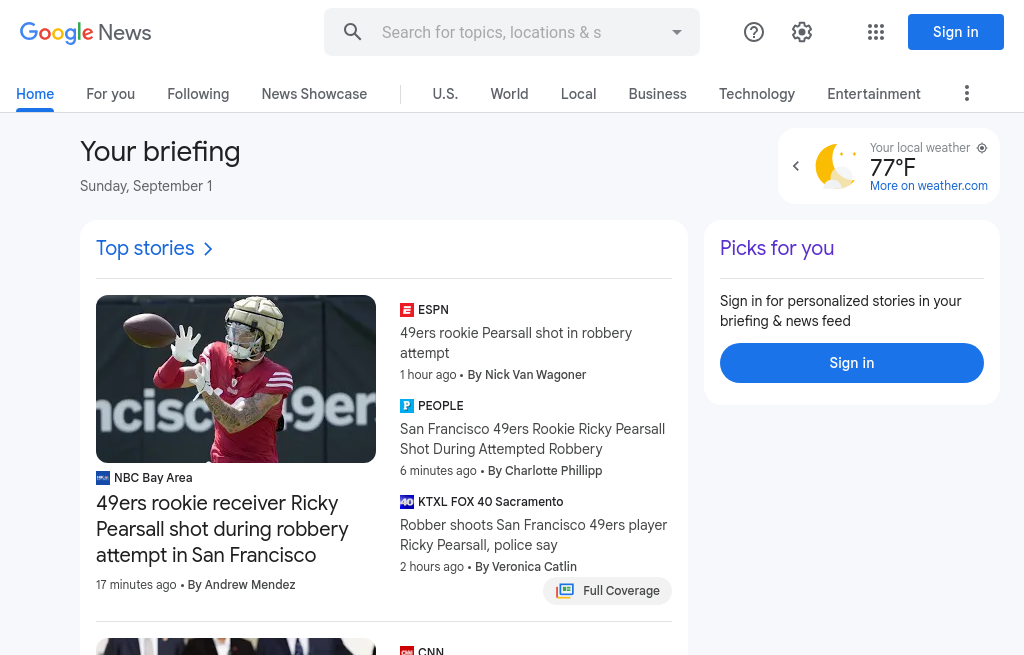 Google News
Search for topics, locations & s
Sign in
Home
For you
Following
News Showcase
U.S.
World
Local
Business
Technology
Entertainment
Your briefing
Sunday, September 1
Your local weather
77°F
More on weather.com
Top stories
Picks for you
Sign in for personalized stories in your
briefing & news feed
Sign in
ncisc 49er
NBC Bay Area
49ers rookie receiver Ricky
Pearsall shot during robbery
attempt in San Francisco
17 minutes ago • By Andrew Mendez
ESPN
49ers rookie Pearsall shot in robbery
attempt
1 hour ago • By Nick Van Wagoner
P PEOPLE
San Francisco 49ers Rookie Ricky Pearsall
Shot During Attempted Robbery
6 minutes ago • By Charlotte Phillipp
40 KTXL FOX 40 Sacramento
Robber shoots San Francisco 49ers player
Ricky Pearsall, police say
2 hours ago • By Veronica Catlin
Full Coverage
CNN